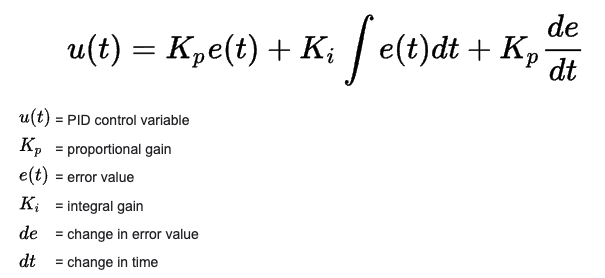 u(t) = K_p e(t) + K_i ∫ e(t)dt + K_p de/dt
u(t) = PID control variable
K_p = proportional gain
e(t) = error value
K_i = integral gain
de = change in error value
dt = change in time